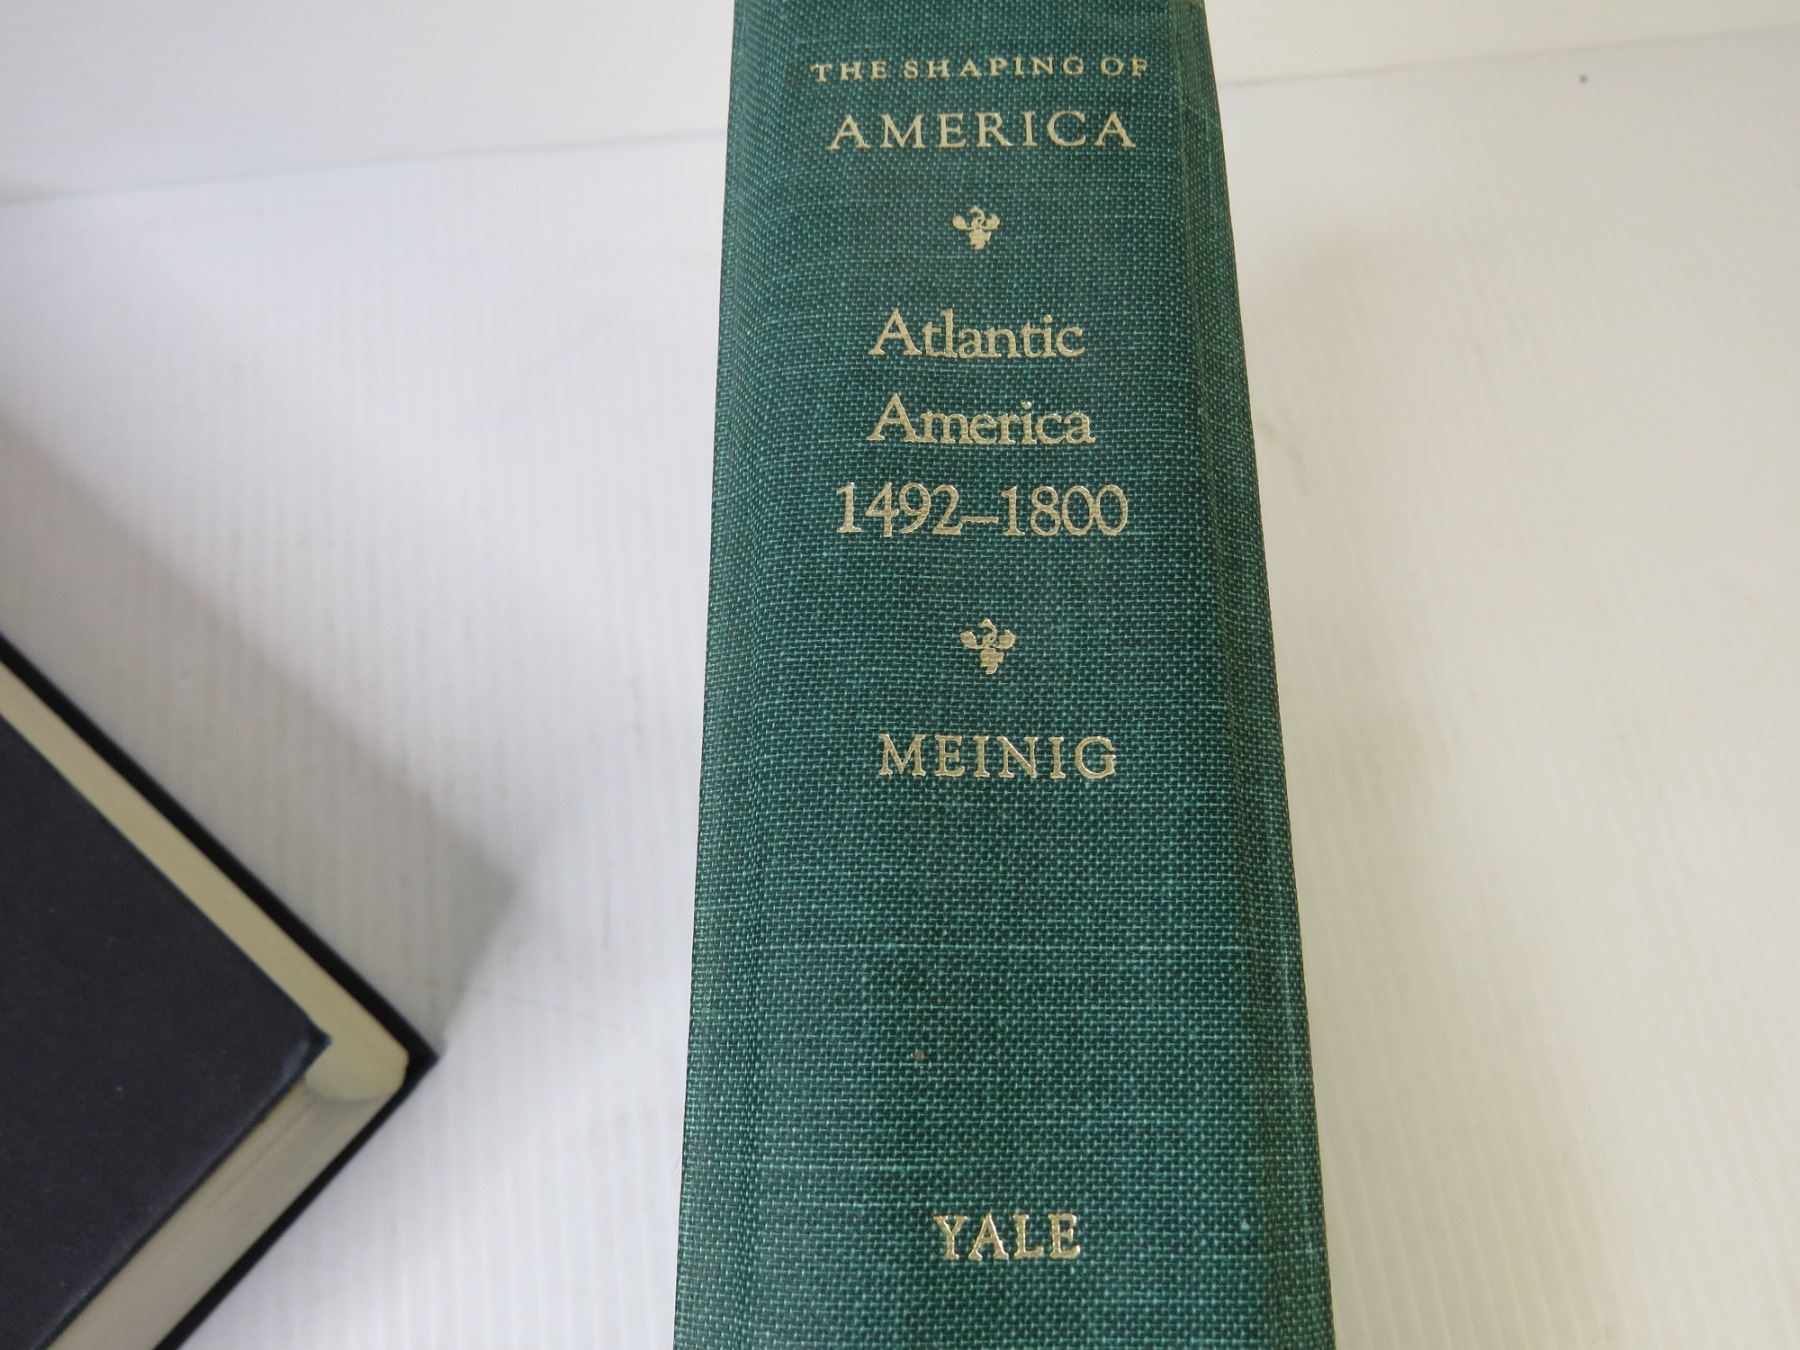 THE SHAPING OF
AMERICA
Atlantic
America
1492–1800
MEINIG
YALE